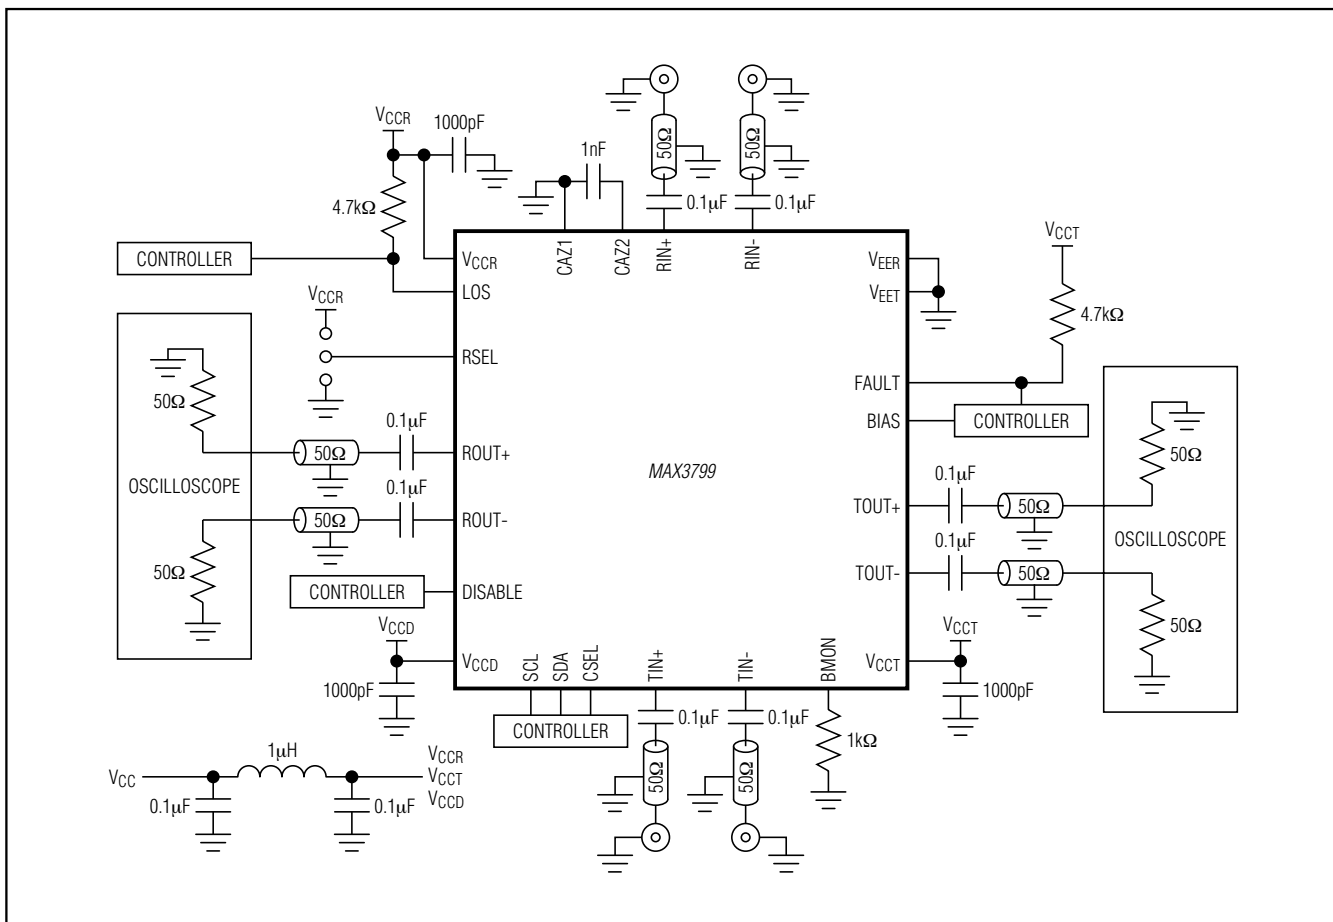 VCCR
1000pF
1nF
50Ω
50Ω
4.7kΩ
0.1µF
0.1µF
CONTROLLER
VCCR
CAZ1
CAZ2
RIN+
RIN-
VEER
VCCT
LOS
VEET
VCCR
4.7kΩ
RSEL
FAULT
50Ω
BIAS
CONTROLLER
0.1µF
50Ω
ROUT+
50Ω
MAX3799
OSCILLOSCOPE
0.1µF
0.1µF
50Ω
ROUT-
TOUT+
50Ω
OSCILLOSCOPE
0.1µF
50Ω
TOUT-
50Ω
CONTROLLER
DISABLE
VCCD
VCCT
50Ω
VCCD
SCL
SDA
CSEL
TIN+
TIN-
BMON
VCCT
1000pF
1000pF
CONTROLLER
0.1µF
0.1µF
1kΩ
50Ω
50Ω
1µH
VCCR
VCC
VCCT
VCCD
0.1µF
0.1µF